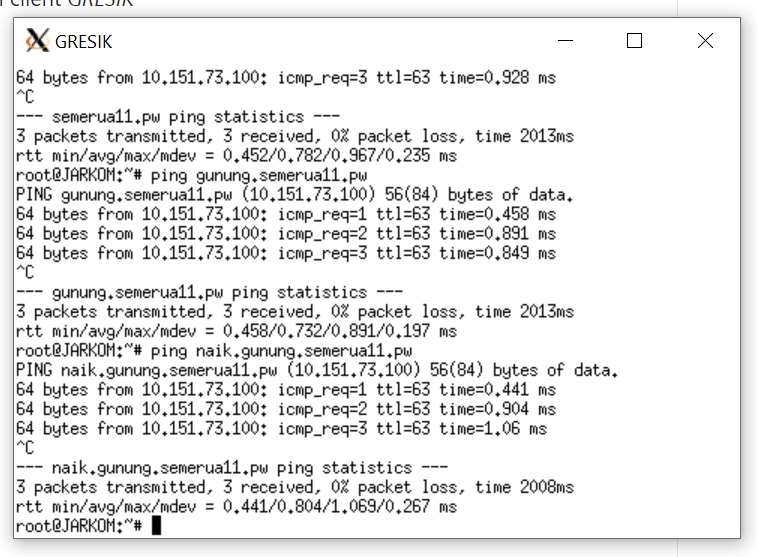 client GRESIK
GRESIK
64 bytes from 10.151.73.100: icmp_req=3 ttl=63 time=0.928 ms
^C
--- semerua11.pw ping statistics ---
3 packets transmitted, 3 received, 0% packet loss, time 2013ms
rtt min/avg/max/mdev = 0.452/0.782/0.967/0.235 ms
root@JARKOM:~# ping gunung.semerua11.pw
PING gunung.semerua11.pw (10.151.73.100) 56(84) bytes of data.
64 bytes from 10.151.73.100: icmp_req=1 ttl=63 time=0.458 ms
64 bytes from 10.151.73.100: icmp_req=2 ttl=63 time=0.891 ms
64 bytes from 10.151.73.100: icmp_req=3 ttl=63 time=0.849 ms
^C
--- gunung.semerua11.pw ping statistics ---
3 packets transmitted, 3 received, 0% packet loss, time 2013ms
rtt min/avg/max/mdev = 0.458/0.732/0.891/0.197 ms
root@JARKOM:~# ping naik.gunung.semerua11.pw
PING naik.gunung.semerua11.pw (10.151.73.100) 56(84) bytes of data.
64 bytes from 10.151.73.100: icmp_req=1 ttl=63 time=0.441 ms
64 bytes from 10.151.73.100: icmp_req=2 ttl=63 time=0.904 ms
64 bytes from 10.151.73.100: icmp_req=3 ttl=63 time=1.06 ms
^C
--- naik.gunung.semerua11.pw ping statistics ---
3 packets transmitted, 3 received, 0% packet loss, time 2008ms
rtt min/avg/max/mdev = 0.441/0.804/1.069/0.267 ms
root@JARKOM:~#